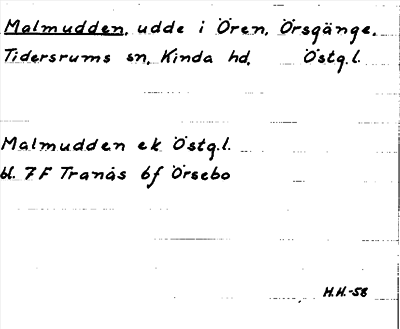 Malmudden, udde i Ören, Örsgänge.
Tidersrums sn, Kinda hd, Östg.l.
Malmudden ek Östg.l.
bl. 7F Tranås 6f Örsebo
H.H.-58